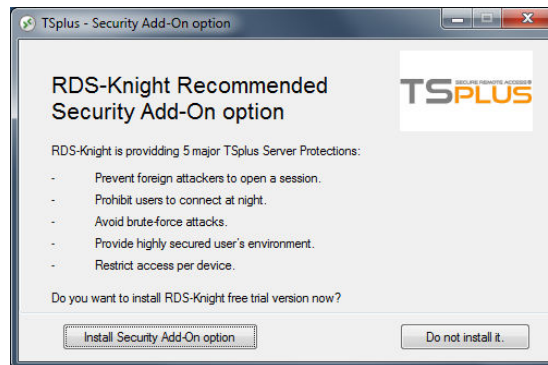 TSplus - Security Add-On option
RDS-Knight Recommended
Security Add-On option
SECURE REMOTE ACCESS®
TSPLUS
RDS-Knight is providding 5 major TSplus Server Protections:
- Prevent foreign attackers to open a session.
- Prohibit users to connect at night.
- Avoid brute-force attacks.
- Provide highly secured user's environment.
- Restrict access per device.
Do you want to install RDS-Knight free trial version now?
Install Security Add-On option
Do not install it.